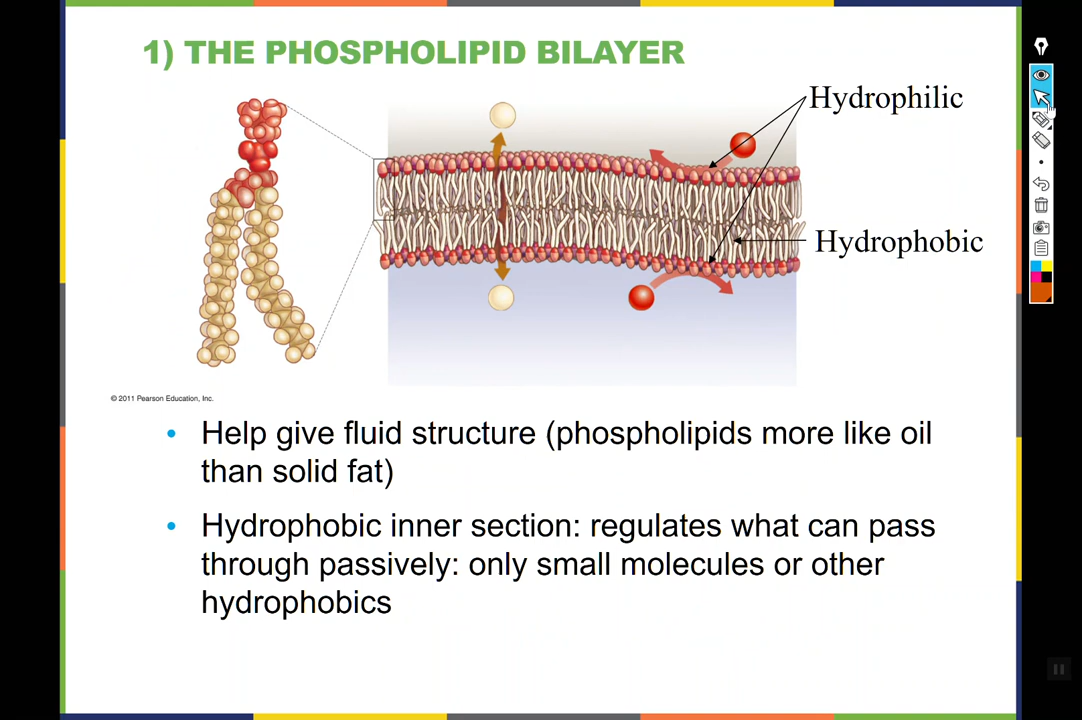 1) THE PHOSPHOLIPID BILAYER
Hydrophilic
Hydrophobic
© 2011 Pearson Education, Inc.
• Help give fluid structure (phospholipids more like oil
than solid fat)
• Hydrophobic inner section: regulates what can pass
through passively: only small molecules or other
hydrophobics